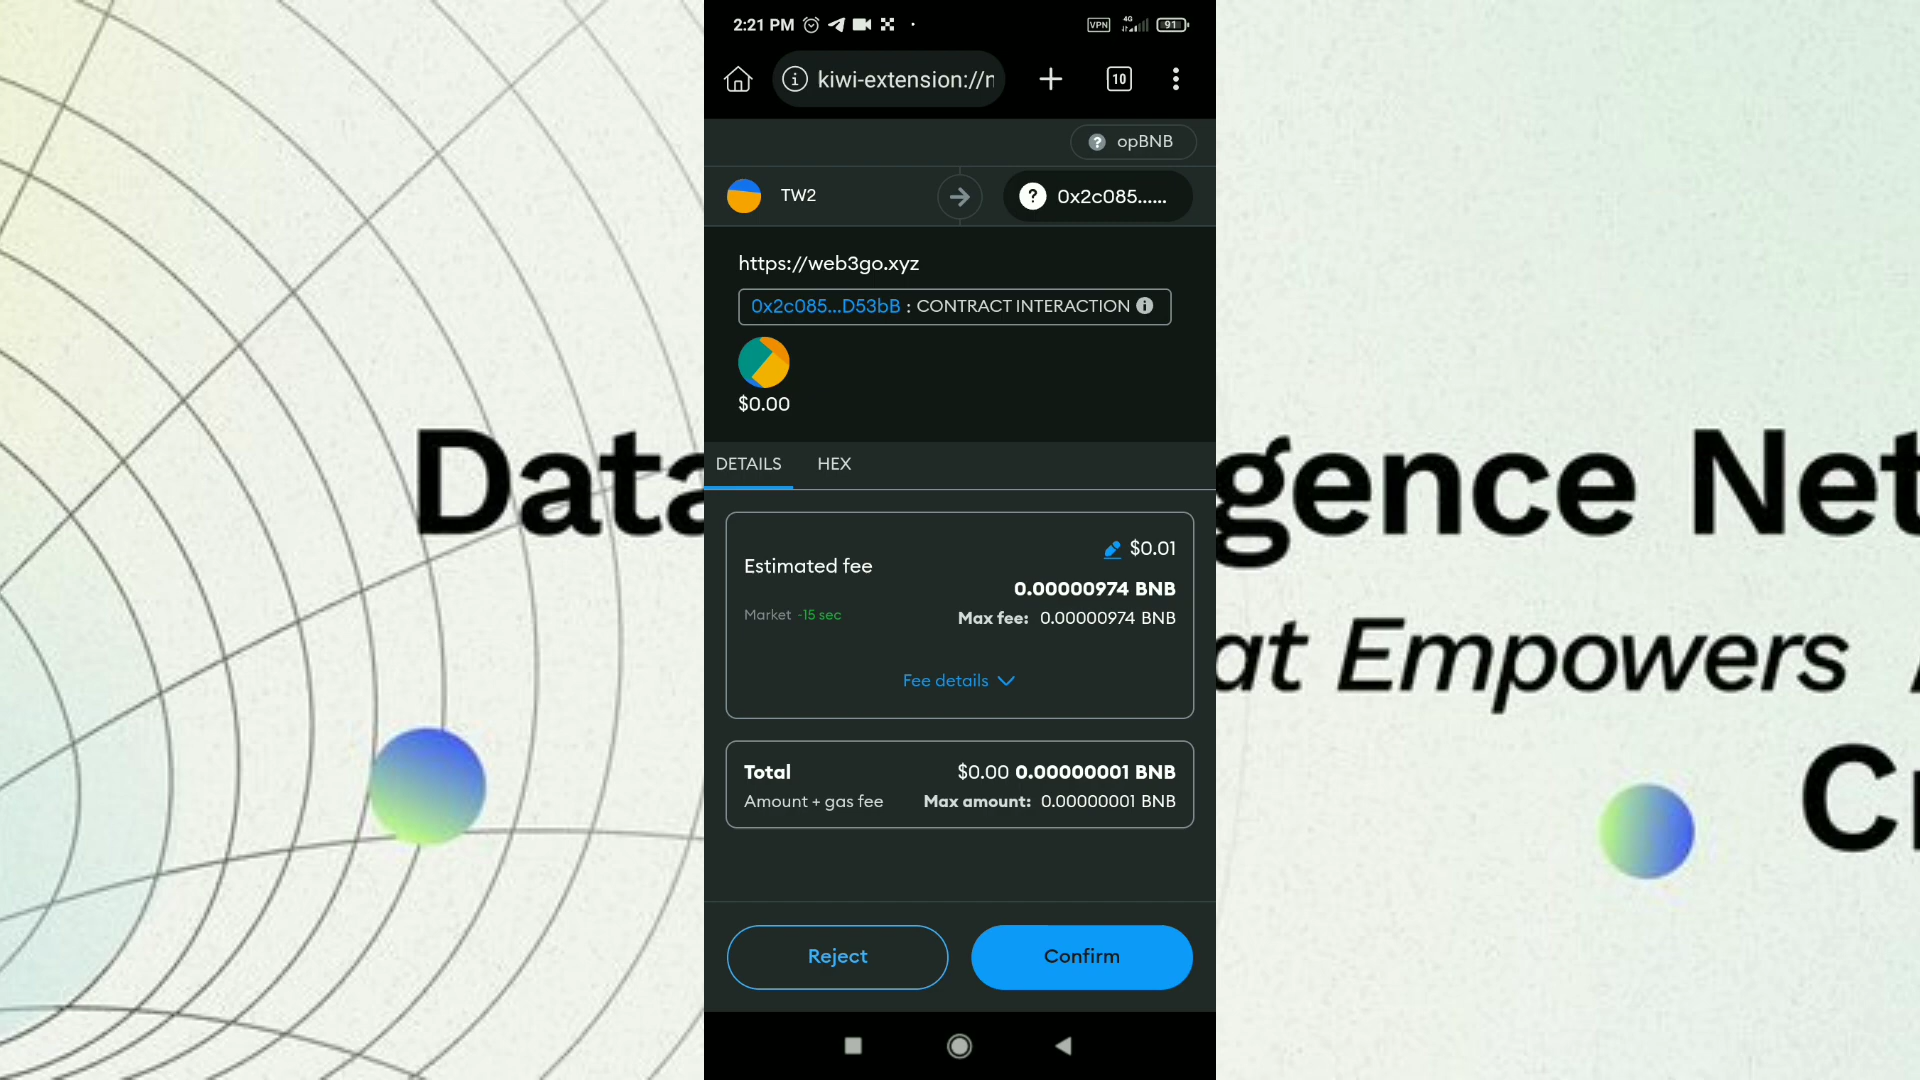 2:21 PM
VPN
4G
91
kiwi-extension://
10
opBNB
TW2
0x2c085......
https://web3go.xyz
0x2c085...D53bB : CONTRACT INTERACTION
$0.00
DETAILS HEX
$0.01
Estimated fee
0.00000974 BNB
Market -15 sec
Max fee: 0.00000974 BNB
Fee details
Total $0.00 0.00000001 BNB
Amount + gas fee Max amount: 0.00000001 BNB
Reject Confirm
Data gence Net
at Empowers
C